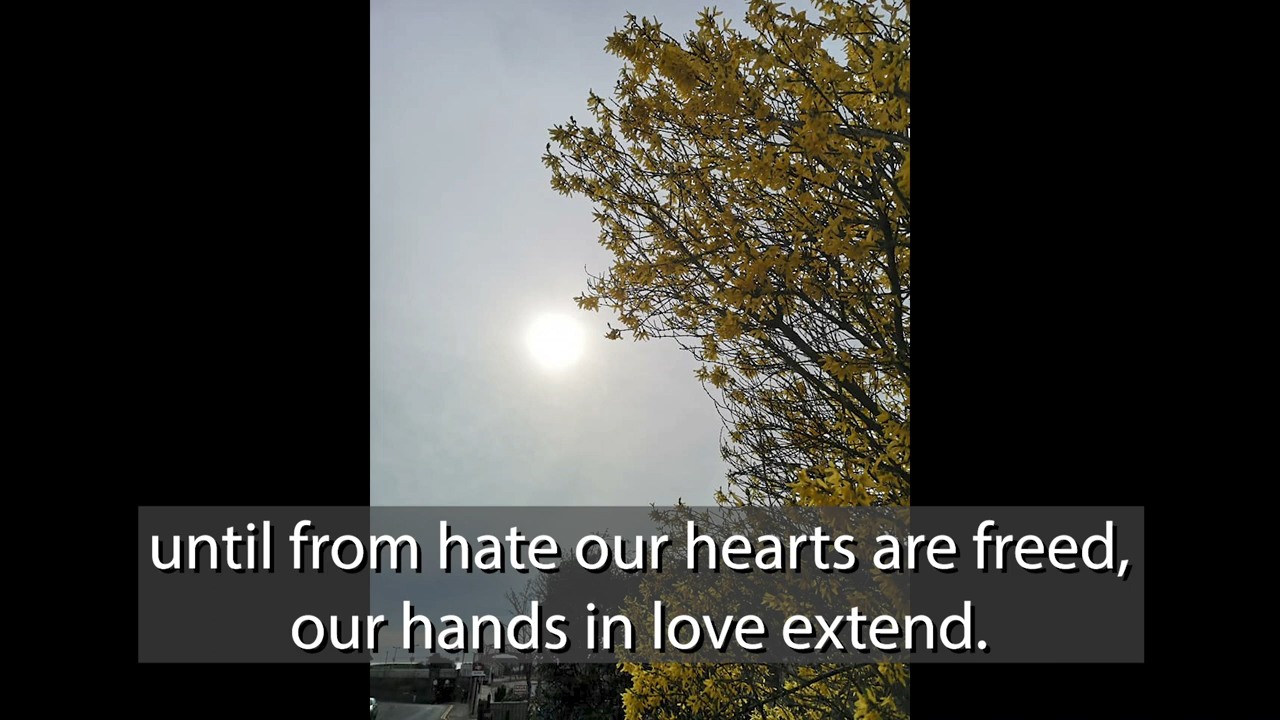 until from hate our hearts are freed,
our hands in love extend.